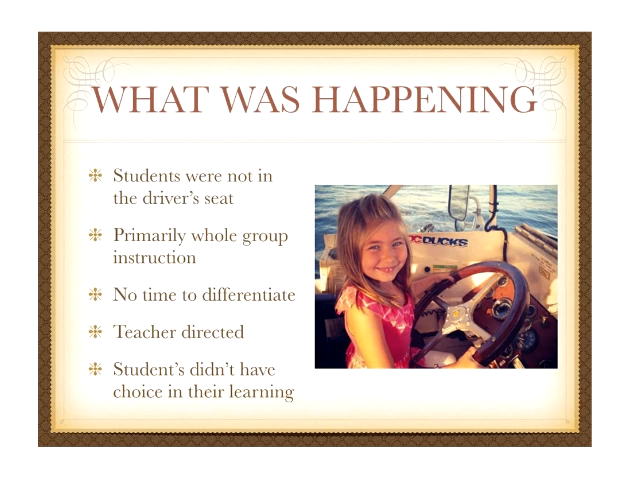 WHAT WAS HAPPENING
Students were not in
the driver's seat
Primarily whole group
instruction
No time to differentiate
Teacher directed
Student's didn't have
choice in their learning
DUCKS